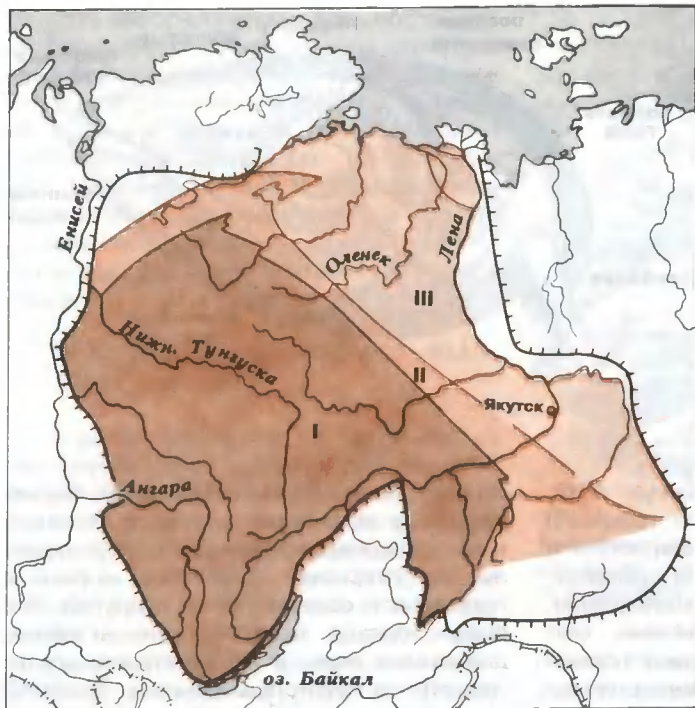 Енисей
Оленек
Лена
III
Нижн. Тунгуска
II
Якутск
I
Ангара
оз. Байкал